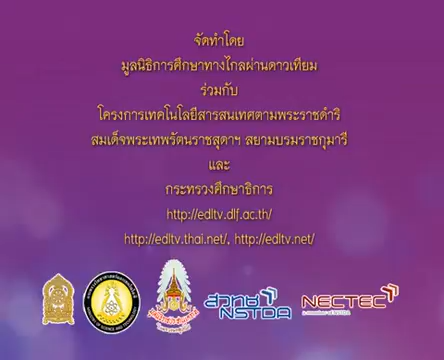 จัดทำโดย
มูลนิธิการศึกษาทางไกลผ่านดาวเทียม
ร่วมกับ
โครงการเทคโนโลยีสารสนเทศตามพระราชดำริ
สมเด็จพระเทพรัตนราชสุดาฯ สยามบรมราชกุมารี
และ
กระทรวงศึกษาธิการ
http://edltv.dlf.ac.th/
http://edltv.thai.net/, http://edltv.net/
สวทช
NSTDA
NECTEC
a member of NSTDA